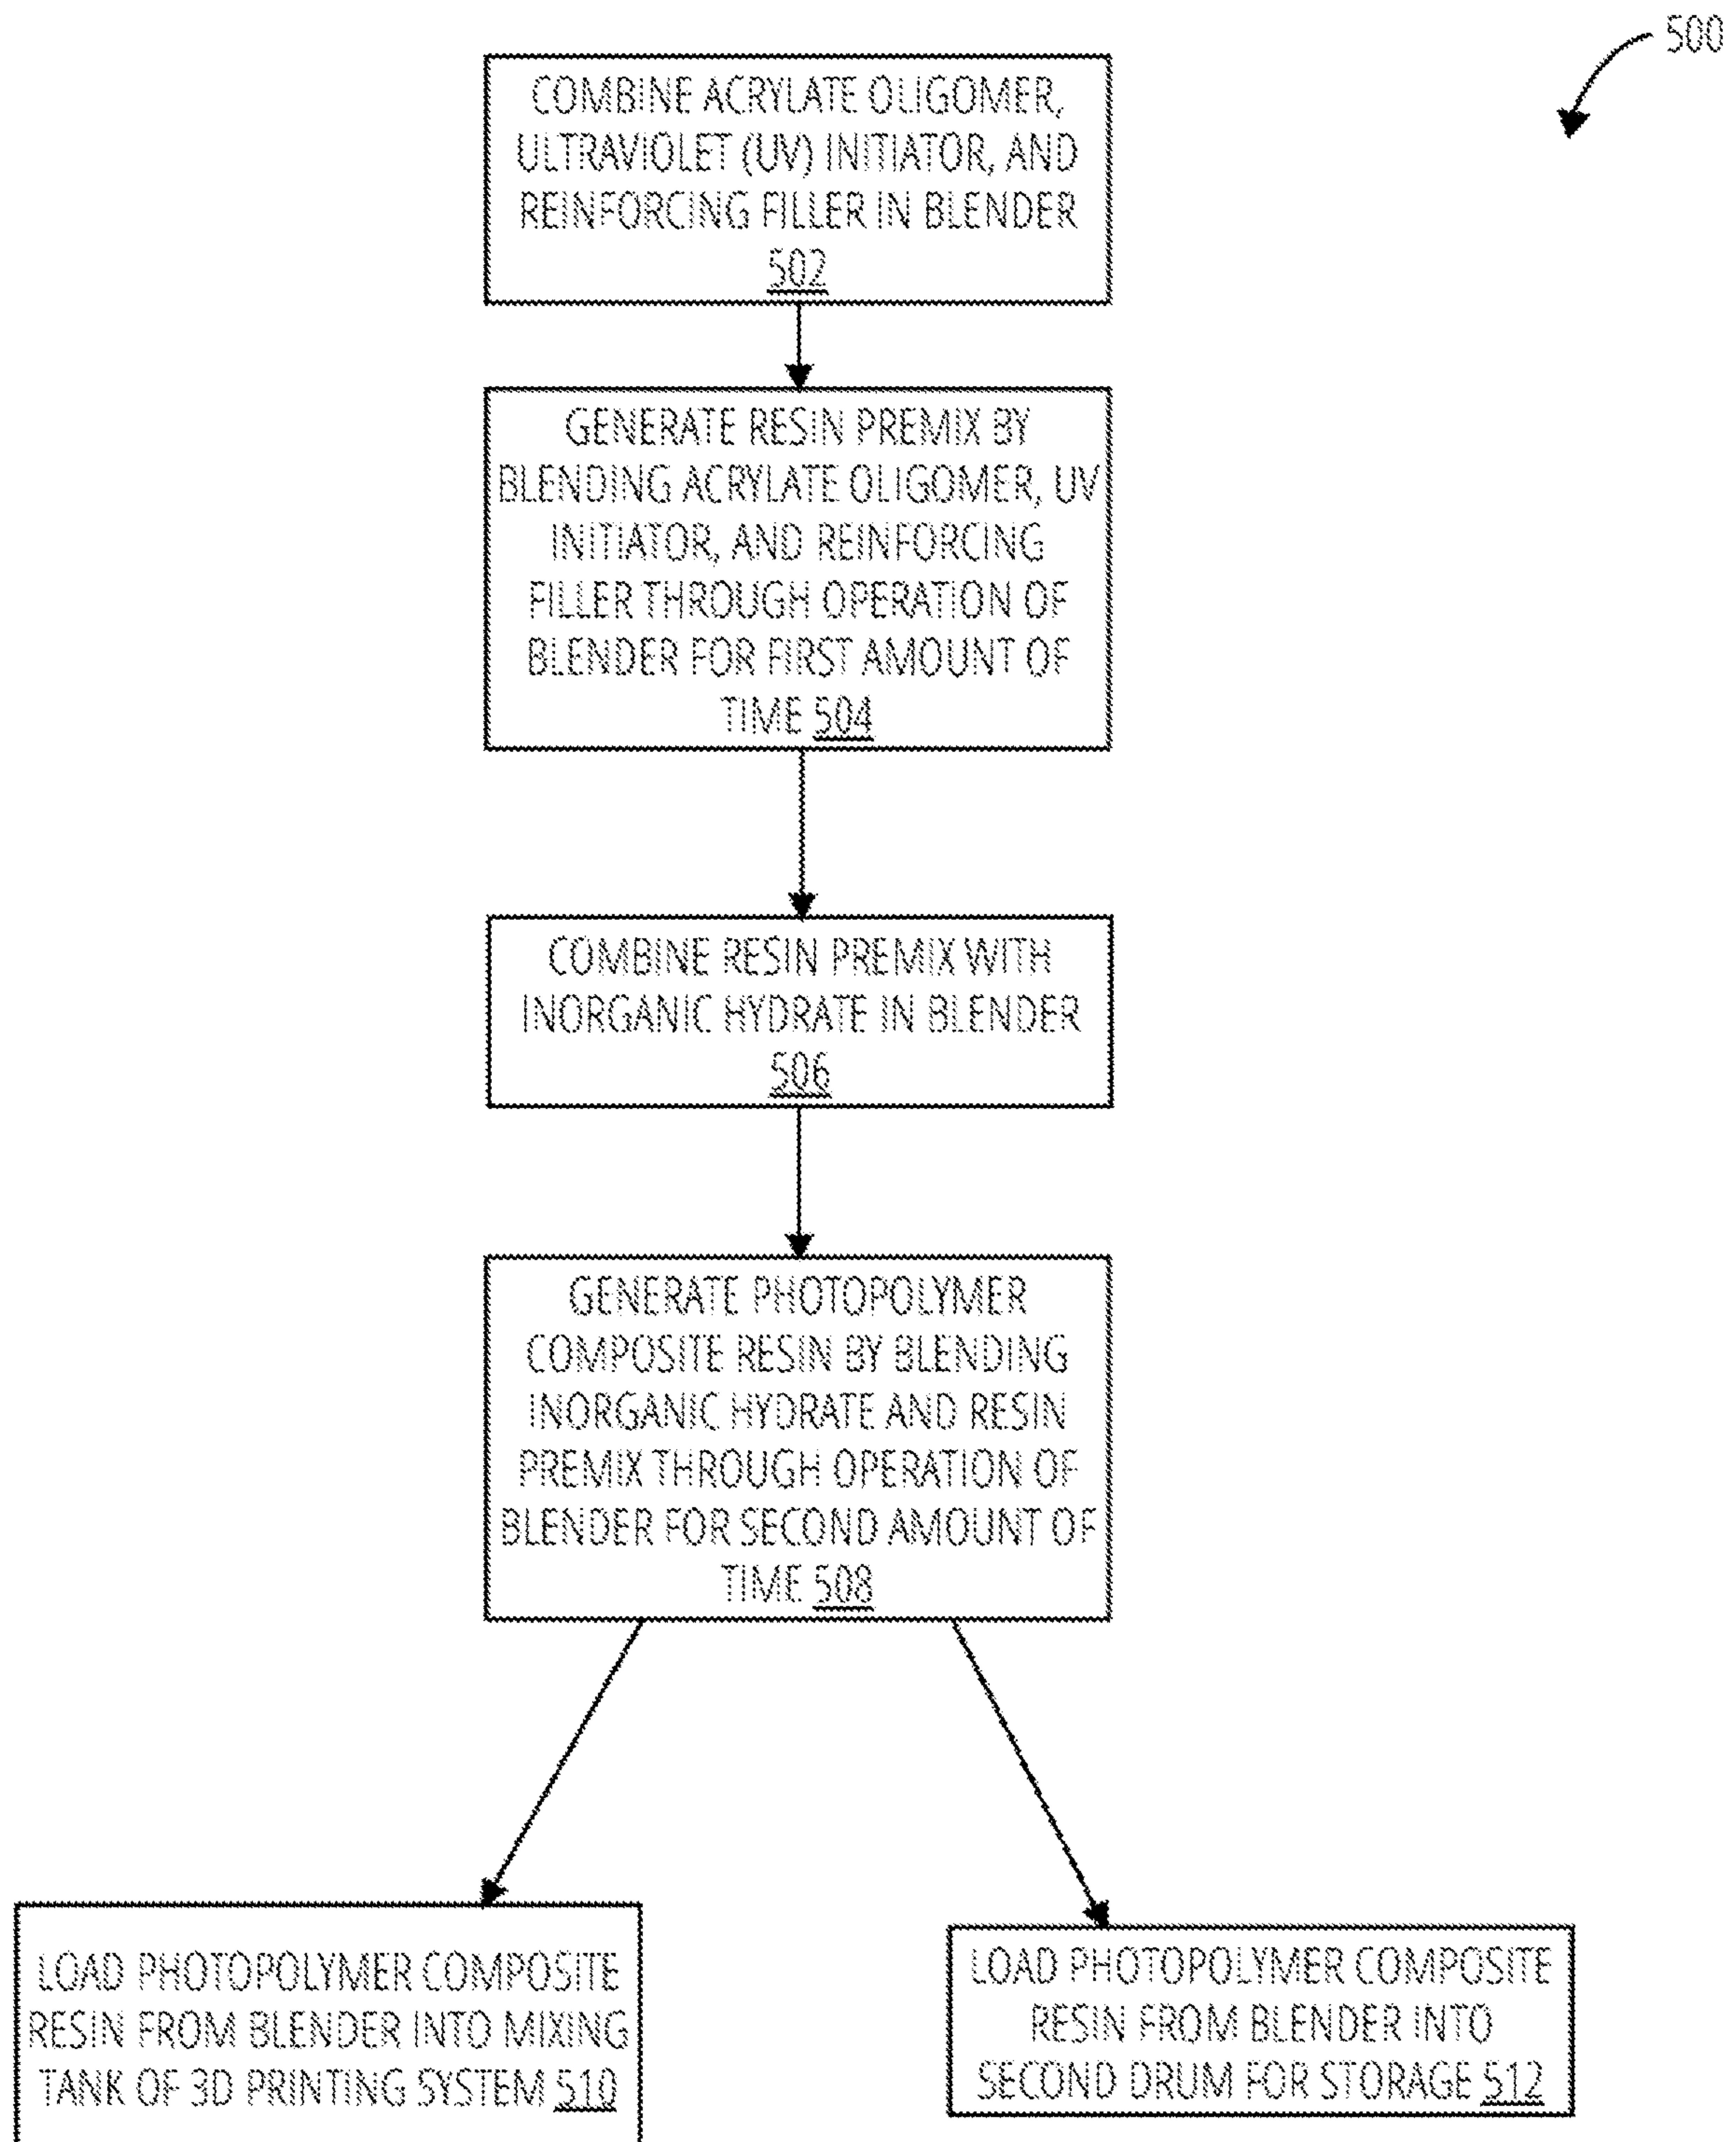 500
COMBINE ACRYLATE OLIGOMER,
ULTRAVIOLET (UV) INITIATOR, AND
REINFORCING FILLER IN BLENDER
502
GENERATE RESIN PREMIX BY
BLENDING ACRYLATE OLIGOMER, UV
INITIATOR, AND REINFORCING
FILLER THROUGH OPERATION OF
BLENDER FOR FIRST AMOUNT OF
TIME 504
COMBINE RESIN PREMIX WITH
INORGANIC HYDRATE IN BLENDER
506
GENERATE PHOTOPOLYMER
COMPOSITE RESIN BY BLENDING
INORGANIC HYDRATE AND RESIN
PREMIX THROUGH OPERATION OF
BLENDER FOR SECOND AMOUNT OF
TIME 508
LOAD PHOTOPOLYMER COMPOSITE
RESIN FROM BLENDER INTO MIXING
TANK OF 3D PRINTING SYSTEM 510
LOAD PHOTOPOLYMER COMPOSITE
RESIN FROM BLENDER INTO
SECOND DRUM FOR STORAGE 512